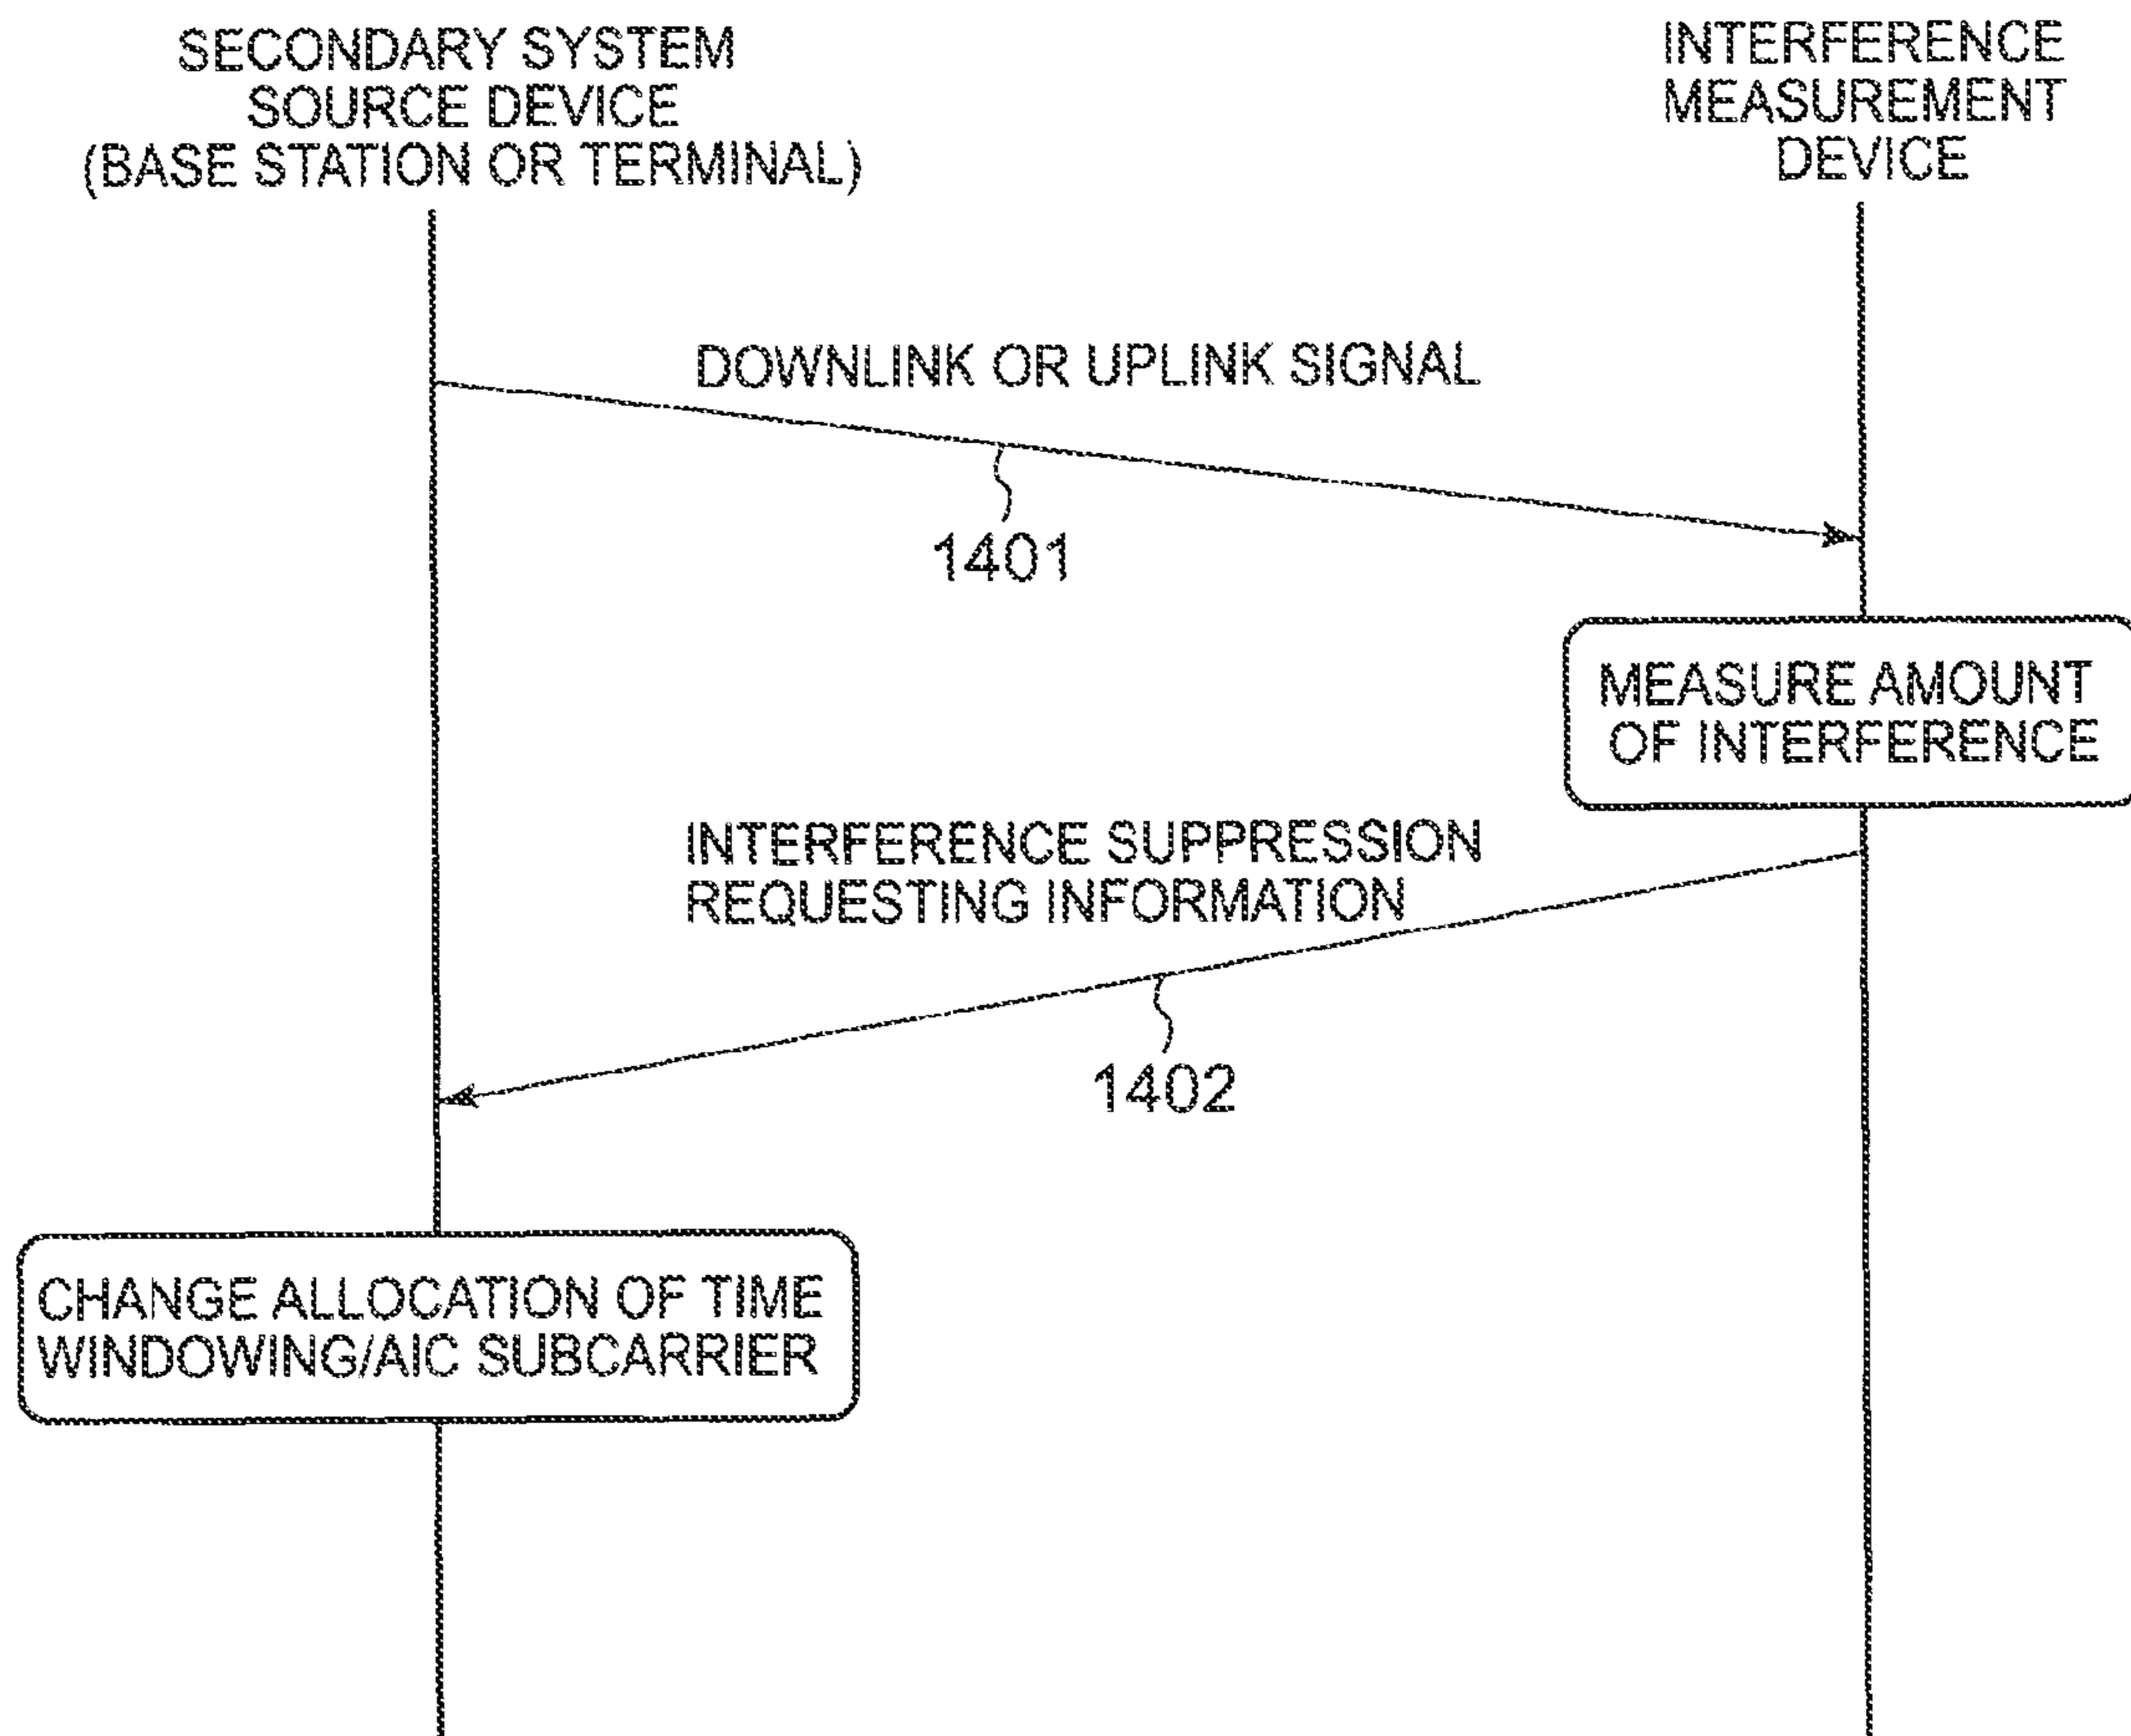 SECONDARY SYSTEM
SOURCE DEVICE
(BASE STATION OR TERMINAL)
INTERFERENCE
MEASUREMENT
DEVICE
DOWNLINK OR UPLINK SIGNAL
1401
MEASURE AMOUNT
OF INTERFERENCE
INTERFERENCE SUPPRESSION
REQUESTING INFORMATION
1402
CHANGE ALLOCATION OF TIME
WINDOWING/AIC SUBCARRIER